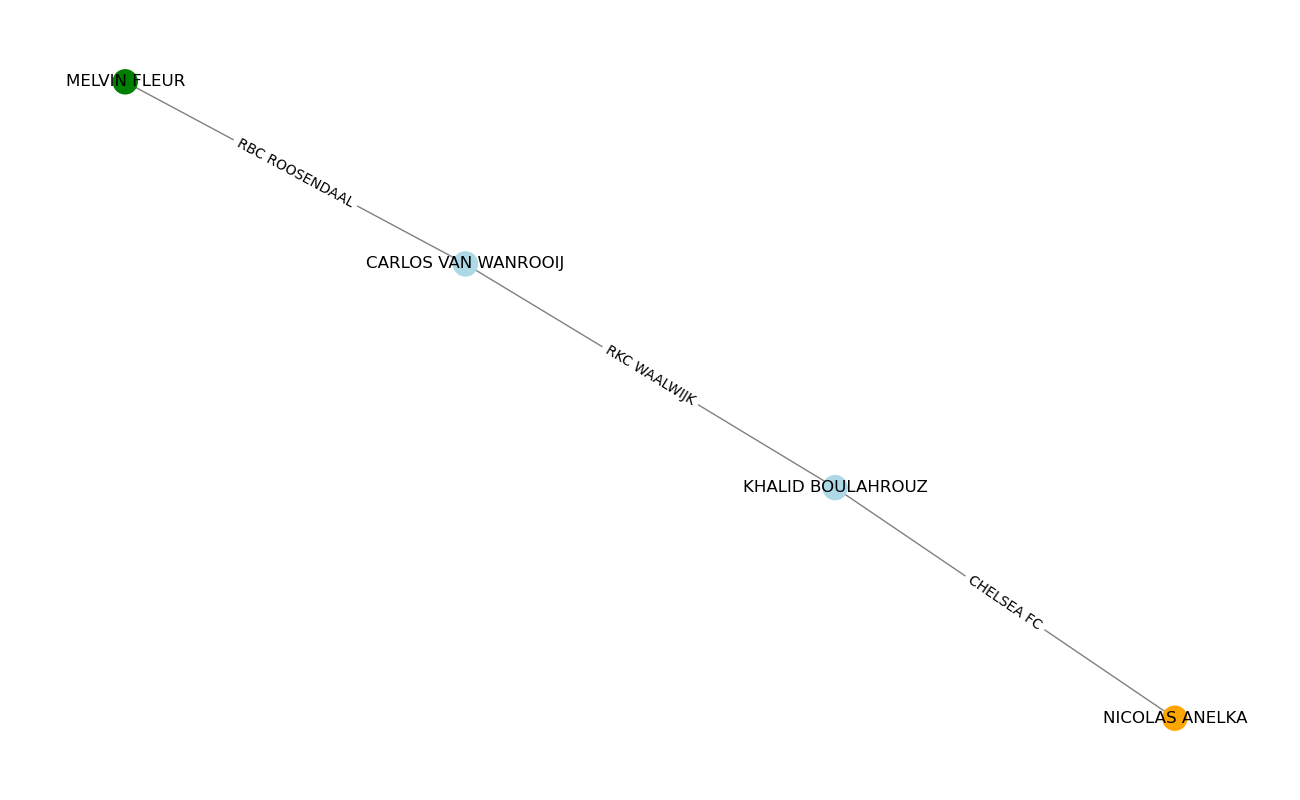 MELVIN FLEUR
RBC ROOSENDAAL
CARLOS VAN WANROOIJ
RKC WAALWIJK
KHALID BOULAHROUZ
CHELSEA FC
NICOLAS ANELKA